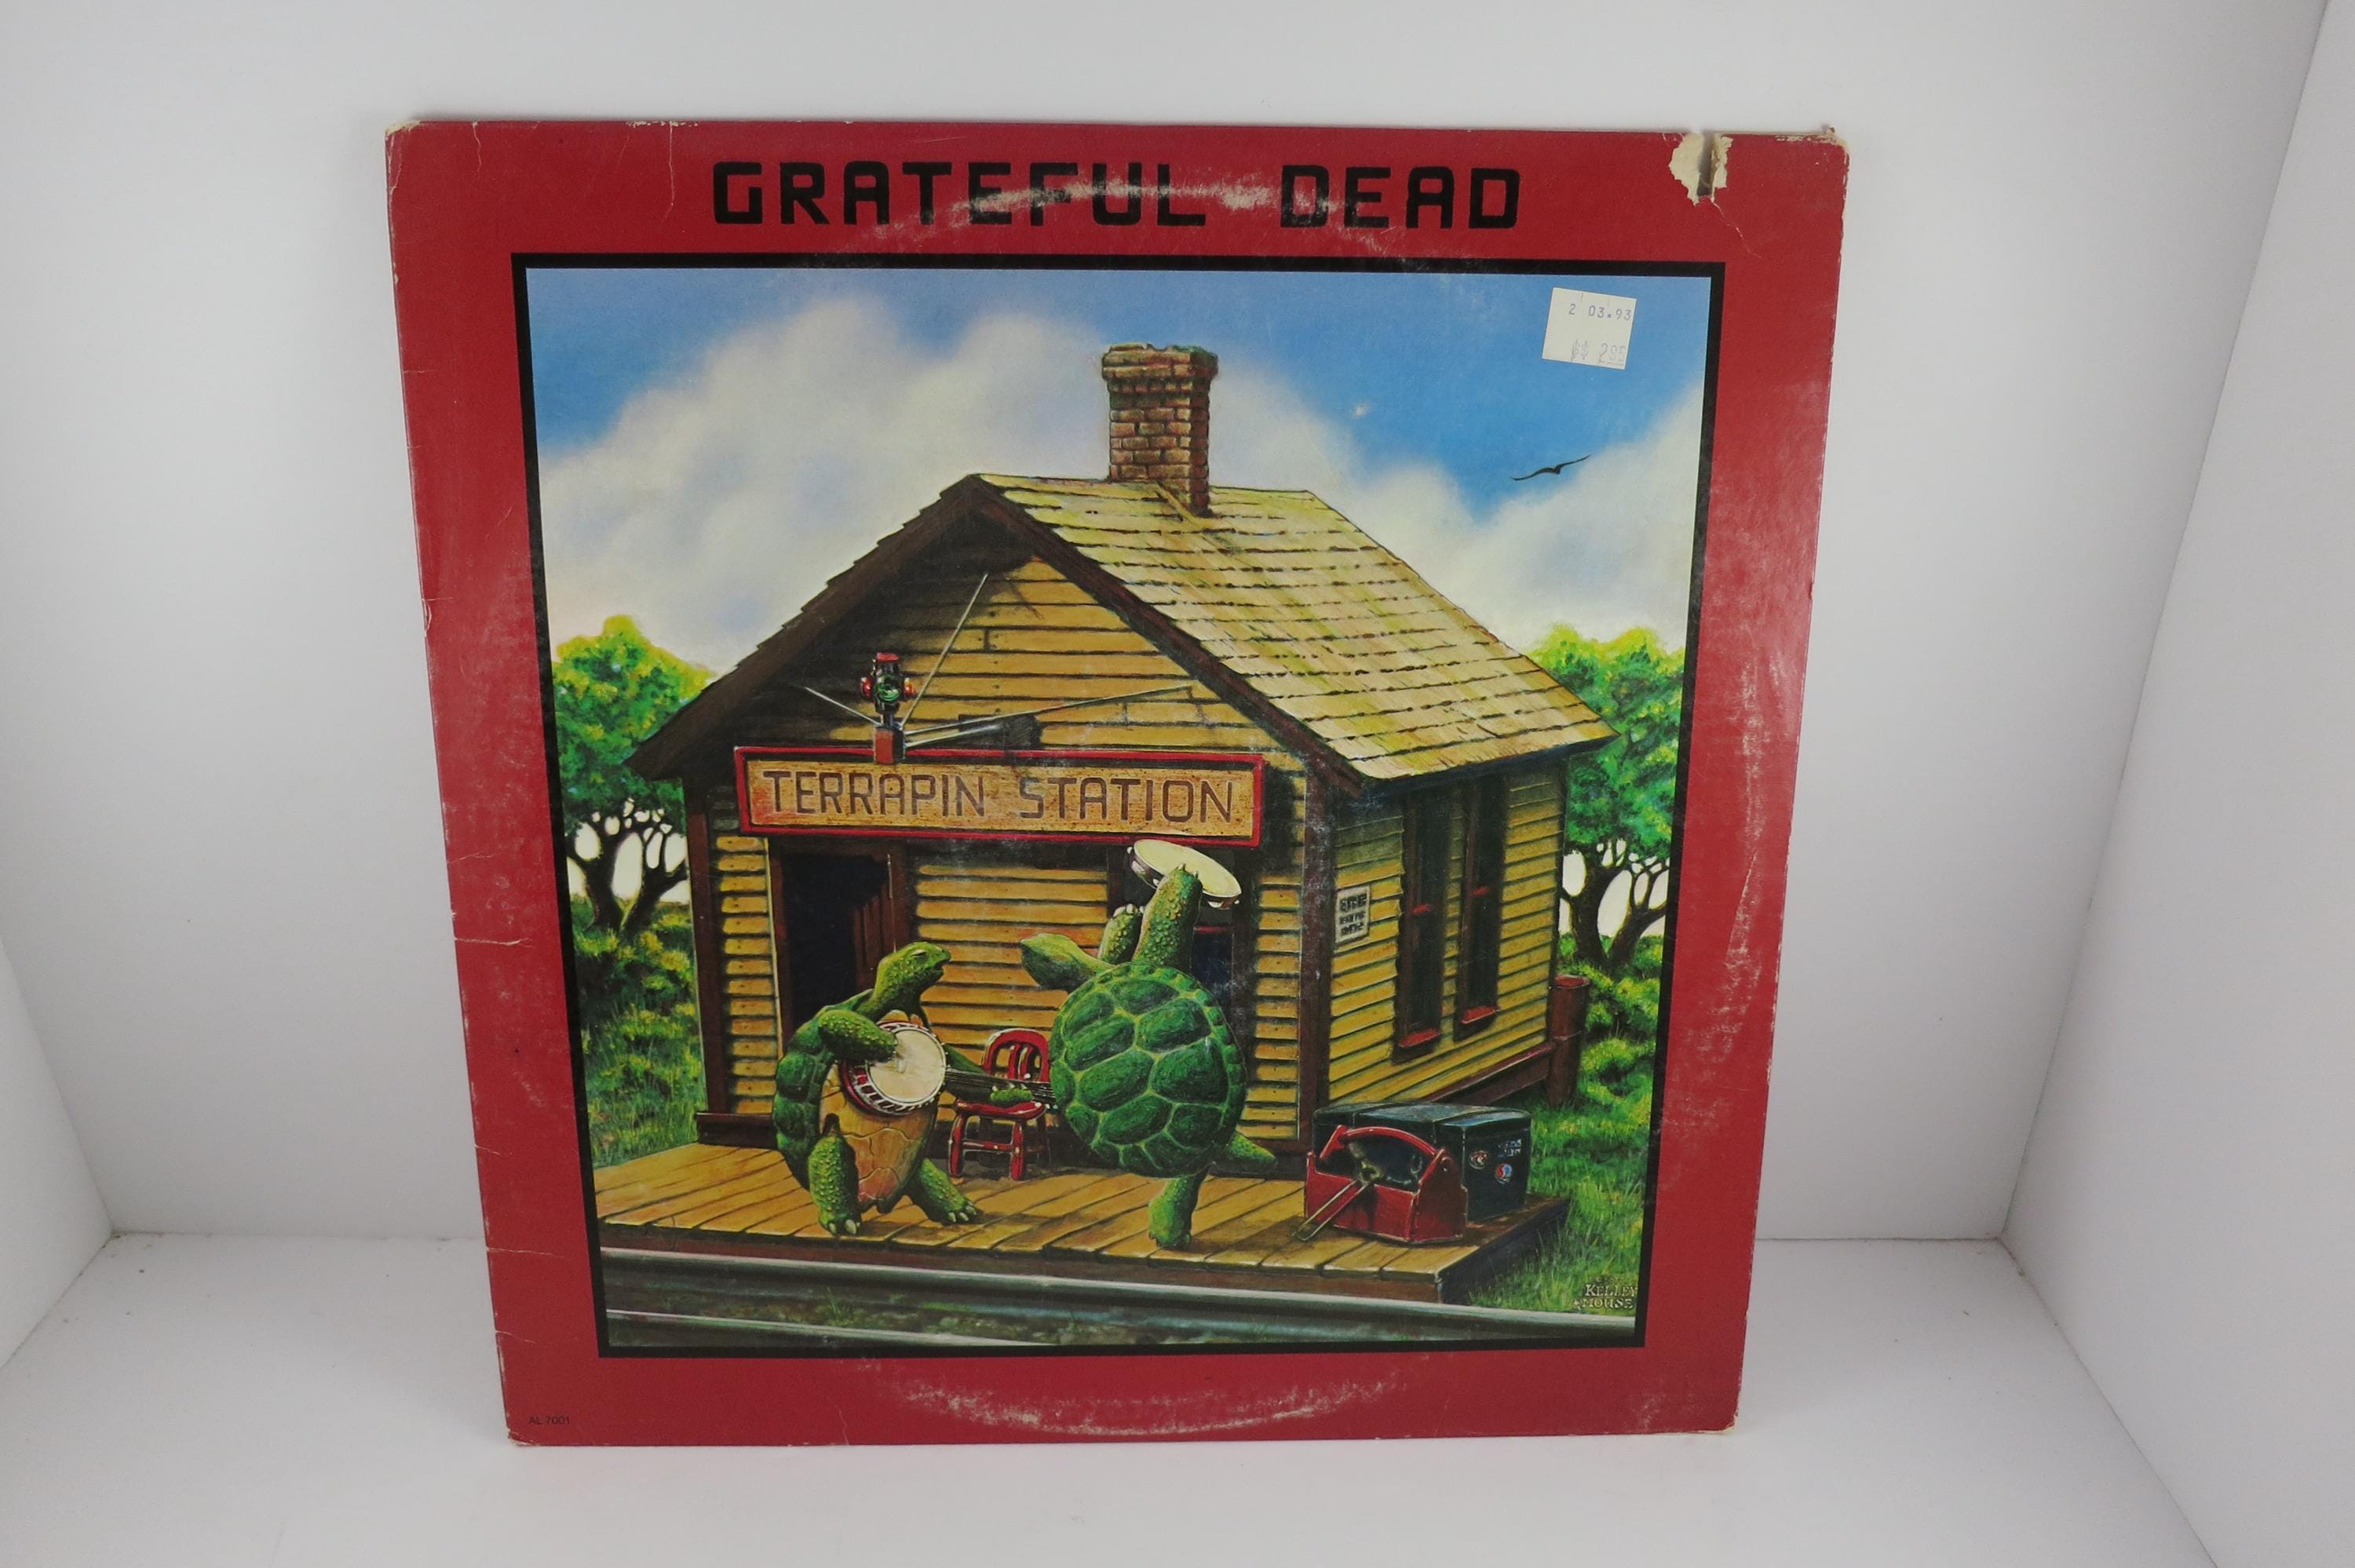 GRATEFUL DEAD
2 03.93
TERRAPIN STATION
KELLEY
MOUSE
AL 7001